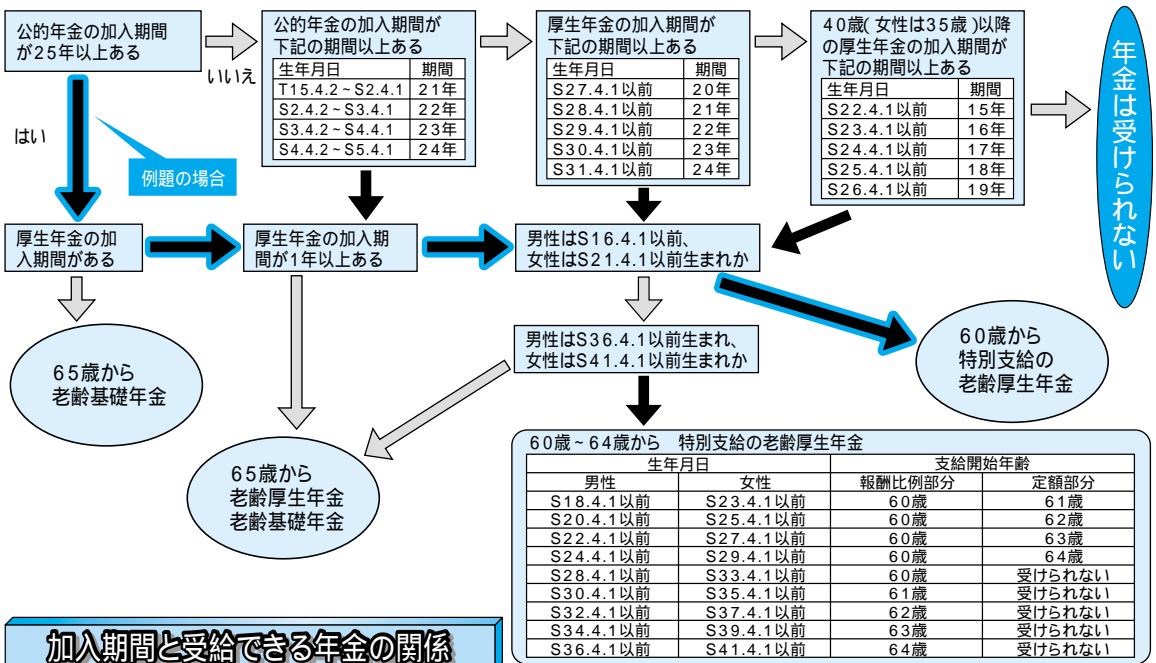 公的年金の加入期間
が25年以上ある
いいえ
はい
例題の場合
公的年金の加入期間が
下記の期間以上ある
生年月日 期間
T15.4.2~S2.4.1 21年
S2.4.2~S3.4.1 22年
S3.4.2~S4.4.1 23年
S4.4.2~S5.4.1 24年
厚生年金の加入期間が
下記の期間以上ある
生年月日 期間
S27.4.1以前 20年
S28.4.1以前 21年
S29.4.1以前 22年
S30.4.1以前 23年
S31.4.1以前 24年
40歳(女性は35歳)以降
の厚生年金の加入期間が
下記の期間以上ある
生年月日 期間
S22.4.1以前 15年
S23.4.1以前 16年
S24.4.1以前 17年
S25.4.1以前 18年
S26.4.1以前 19年
年金は受けられない
厚生年金の加
入期間がある
厚生年金の加入期
間が1年以上ある
男性はS16.4.1以前、
女性はS21.4.1以前生まれか
男性はS36.4.1以前生まれ、
女性はS41.4.1以前生まれか
60歳から
特別支給の
老齢厚生年金
65歳から
老齢基礎年金
65歳から
老齢厚生年金
老齢基礎年金
60歳~64歳から 特別支給の老齢厚生年金
生年月日 支給開始年齢
男性 女性 報酬比例部分 定額部分
S18.4.1以前 S23.4.1以前 60歳 61歳
S20.4.1以前 S25.4.1以前 60歳 62歳
S22.4.1以前 S27.4.1以前 60歳 63歳
S24.4.1以前 S29.4.1以前 60歳 64歳
S28.4.1以前 S33.4.1以前 60歳 受けられない
S30.4.1以前 S35.4.1以前 61歳 受けられない
S32.4.1以前 S37.4.1以前 62歳 受けられない
S34.4.1以前 S39.4.1以前 63歳 受けられない
S36.4.1以前 S41.4.1以前 64歳 受けられない
加入期間と受給できる年金の関係